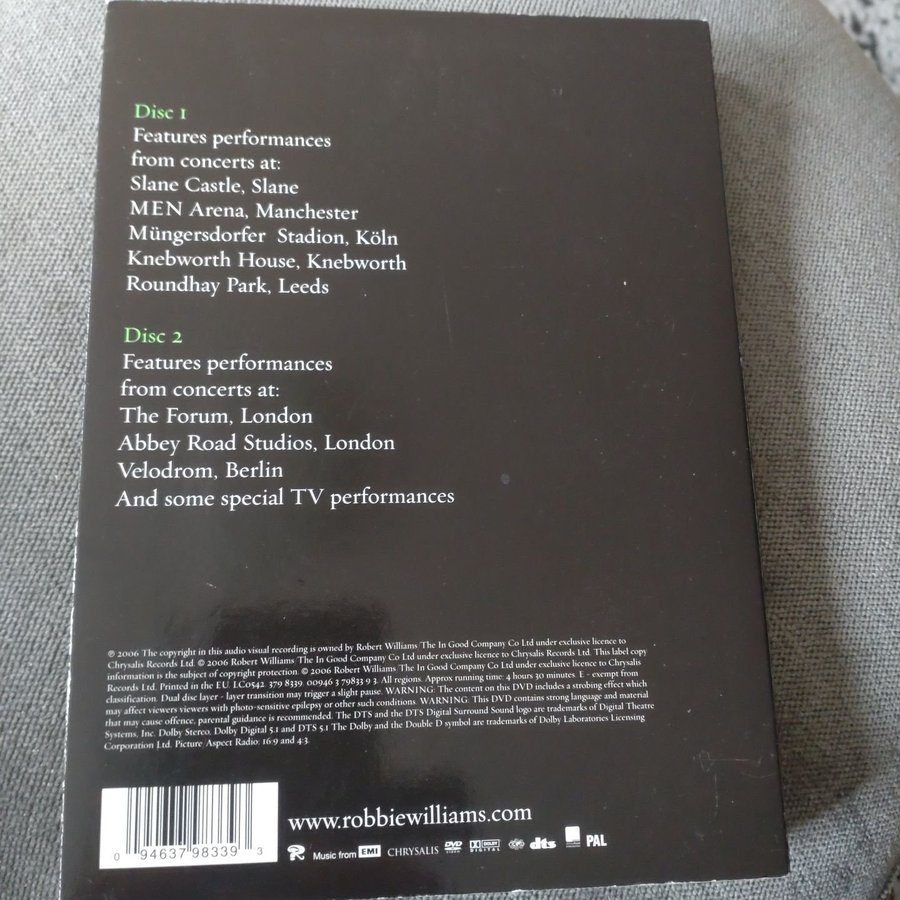 Disc 1
Features performances
from concerts at:
Slane Castle, Slane
MEN Arena, Manchester
Müngersdorfer Stadion, Köln
Knebworth House, Knebworth
Roundhay Park, Leeds
Disc 2
Features performances
from concerts at:
The Forum, London
Abbey Road Studios, London
Velodrom, Berlin
And some special TV performances
℗ 2006 The copyright in this audio visual recording is owned by Robert Williams/The In Good Company Co Ltd under exclusive licence to
Chrysalis Records Ltd. © 2006 Robert Williams/The In Good Company Co Ltd under exclusive licence to Chrysalis Records Ltd. This label copy
information is the subject of copyright protection. © 2006 Robert Williams/The In Good Company Co Ltd under exclusive licence to Chrysalis
Records Ltd. Printed in the EU. LC0542. 379 8339. 00946 3 79833 9 3. All regions. Approx running time: 4 hours 30 minutes. E - exempt from
classification. Dual disc layer - layer transition may trigger a slight pause. WARNING: The content on this DVD includes a strobing effect which
may affect viewers viewers with photo-sensitive epilepsy or other such conditions. WARNING: This DVD contains strong language and material
that may cause offence, parental guidance is recommended. The DTS and the DTS Digital Surround Sound logo are trademarks of Digital Theatre
Systems, Inc. Dolby Stereo, Dolby Digital 5.1 and DTS 5.1 The Dolby and the Double D symbol are trademarks of Dolby Laboratories Licensing
Corporation Ltd. Picture/Aspect Radio: 16:9 and 4:3.
0 94637 98339 3
www.robbiewilliams.com
Music from EMI CHRYSALIS DVD VIDEO DOLBY DIGITAL dts PAL